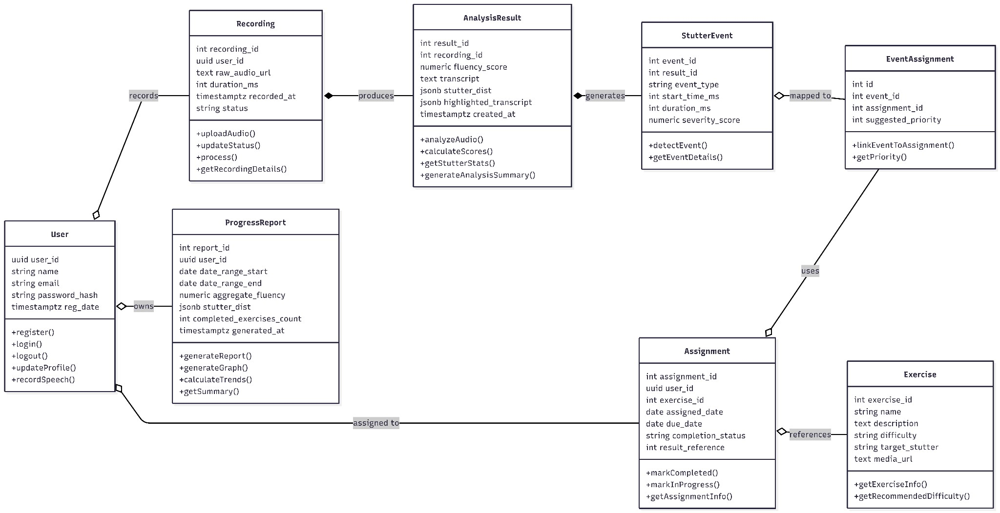 Recording
int recording_id
uuid user_id
text raw_audio_url
int duration_ms
timestamptz recorded_at
string status
+uploadAudio()
+updateStatus()
+process()
+getRecordingDetails()
AnalysisResult
int result_id
int recording_id
numeric fluency_score
text transcript
jsonb stutter_dist
jsonb highlighted_transcript
timestamptz created_at
+analyzeAudio()
+calculateScores()
+getStutterStats()
+generateAnalysisSummary()
StutterEvent
int event_id
int result_id
string event_type
int start_time_ms
int duration_ms
numeric severity_score
+detectEvent()
+getEventDetails()
EventAssignment
int id
int event_id
int assignment_id
int suggested_priority
+linkEventToAssignment()
+getPriority()
records
produces
generates
mapped to
User
uuid user_id
string name
string email
string password_hash
timestamptz reg_date
+register()
+login()
+logout()
+updateProfile()
+recordSpeech()
owns
ProgressReport
int report_id
uuid user_id
date date_range_start
date date_range_end
numeric aggregate_fluency
jsonb stutter_dist
int completed_exercises_count
timestamptz generated_at
+generateReport()
+generateGraph()
+calculateTrends()
+getSummary()
uses
assigned to
Assignment
int assignment_id
uuid user_id
int exercise_id
date assigned_date
date due_date
string completion_status
int result_reference
+markCompleted()
+markInProgress()
+getAssignmentInfo()
references
Exercise
int exercise_id
string name
text description
string difficulty
string target_stutter
text media_url
+getExerciseInfo()
+getRecommendedDifficulty()